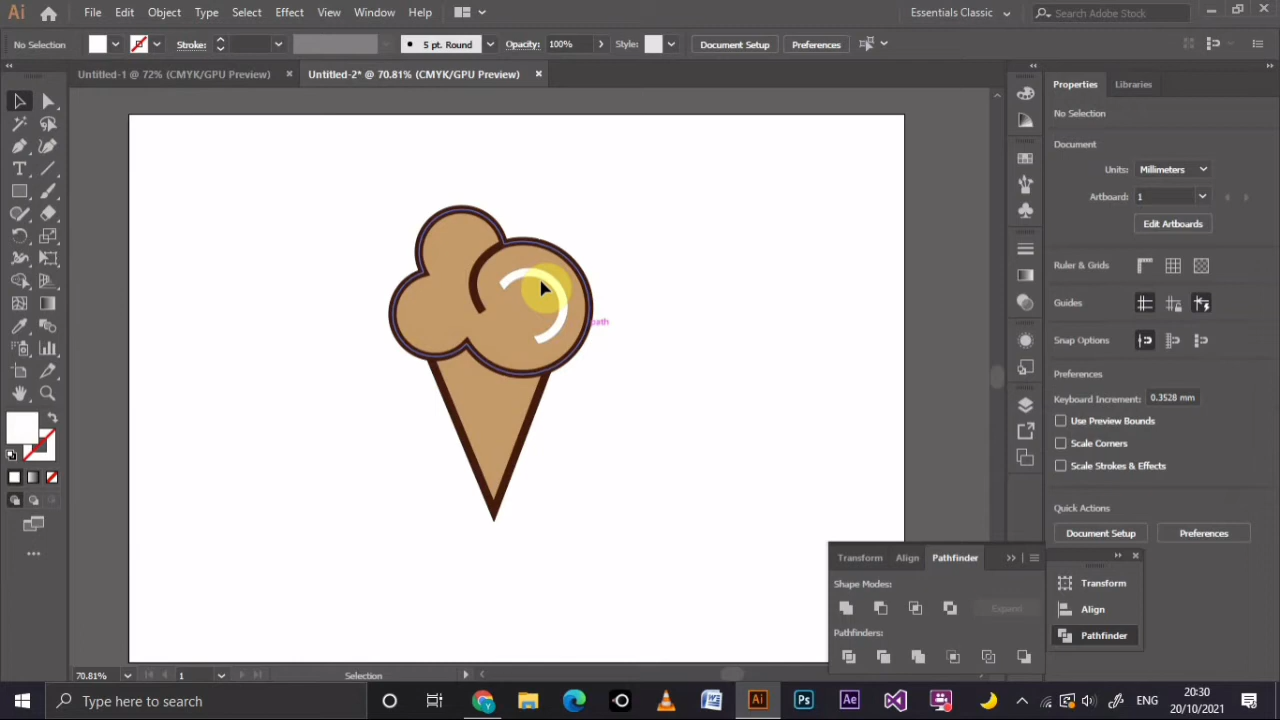 Ai File Edit Object Type Select Effect View Window Help Essentials Classic Search Adobe Stock
No Selection Stroke: 5 pt. Round Opacity: 100% Style: Document Setup Preferences
Untitled-1 @ 72% (CMYK/GPU Preview) Untitled-2* @ 70.81% (CMYK/GPU Preview)
Properties Libraries
No Selection
Document
Units: Millimeters
Artboard: 1
Edit Artboards
Ruler & Grids
Guides
Snap Options
Preferences
Keyboard Increment: 0.3528 mm
Use Preview Bounds
Scale Corners
Scale Strokes & Effects
Quick Actions
Document Setup Preferences
path
Transform Align Pathfinder
Shape Modes:
Expand
Pathfinders:
Transform
Align
Pathfinder
70.81% 1 Selection
Type here to search
W Ai Ps Ae
ENG
20:30
20/10/2021